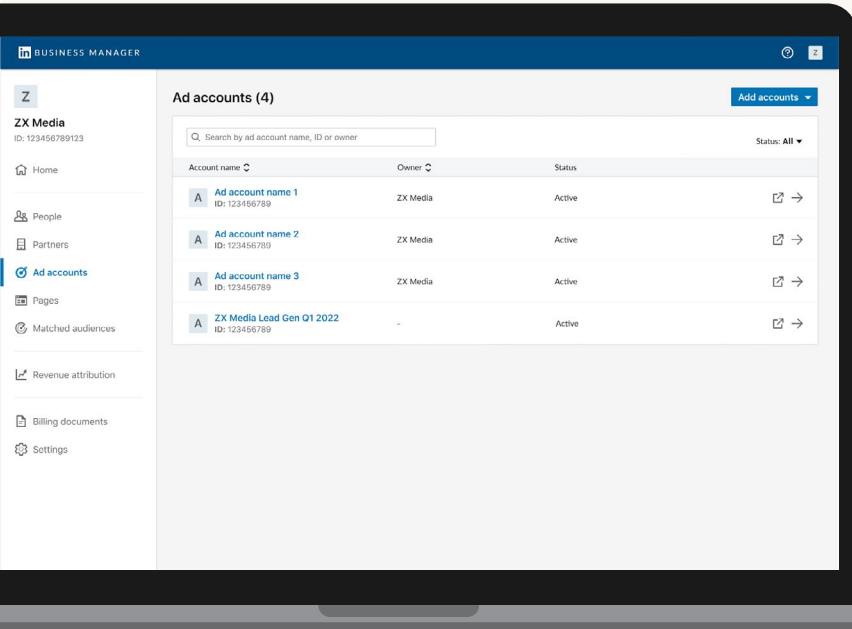 in BUSINESS MANAGER
Z
Z
ZX Media
ID: 123456789123
Home
People
Partners
Ad accounts
Pages
Matched audiences
Revenue attribution
Billing documents
Settings
Ad accounts (4)
Add accounts
Search by ad account name, ID or owner
Status: All
Account name Owner Status
A Ad account name 1 ZX Media Active
ID: 123456789
A Ad account name 2 ZX Media Active
ID: 123456789
A Ad account name 3 ZX Media Active
ID: 123456789
A ZX Media Lead Gen Q1 2022 - Active
ID: 123456789